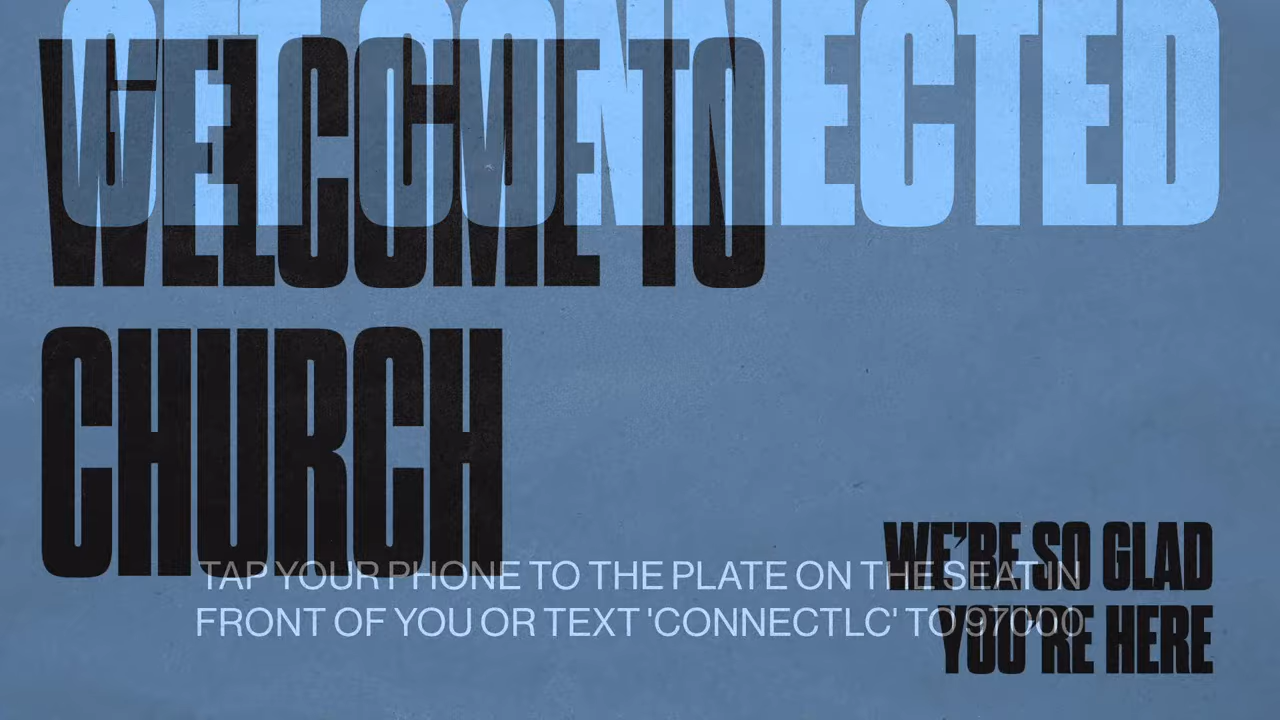 GET CONNECTED
WELCOME TO
CHURCH
WE'RE SO GLAD
YOU'RE HERE
TAP YOUR PHONE TO THE PLATE ON THE SEAT IN
FRONT OF YOU OR TEXT 'CONNECTLC' TO 97000